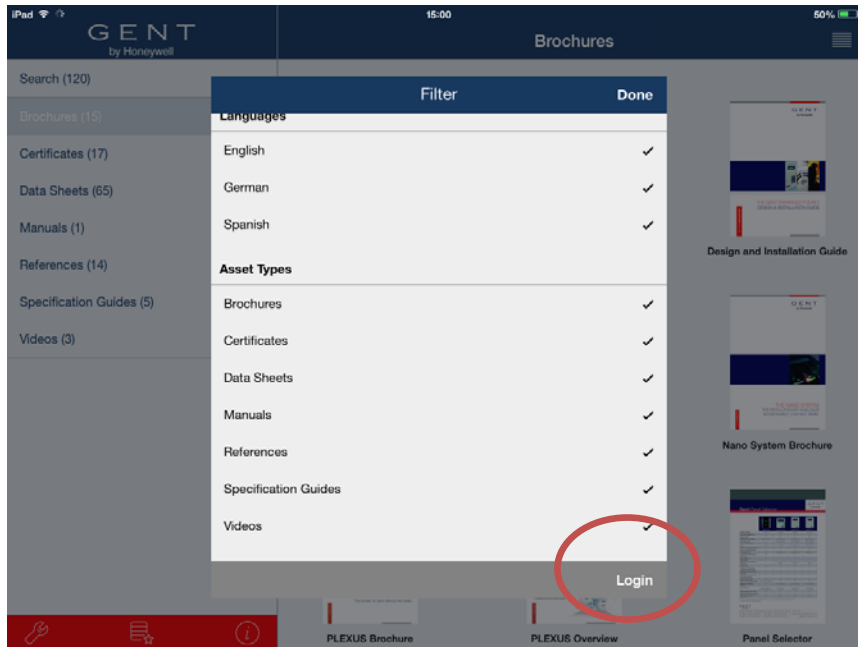 iPad
15:00
50%
GENT
by Honeywell
Brochures
Search (120)
Brochures (15)
Certificates (17)
Data Sheets (65)
Manuals (1)
References (14)
Specification Guides (5)
Videos (3)
Filter
Done
Languages
English
German
Spanish
Asset Types
Brochures
Certificates
Data Sheets
Manuals
References
Specification Guides
Videos
Login
GENT
Design and Installation Guide
GENT
Nano System Brochure
PLEXUS Brochure
PLEXUS Overview
Panel Selector